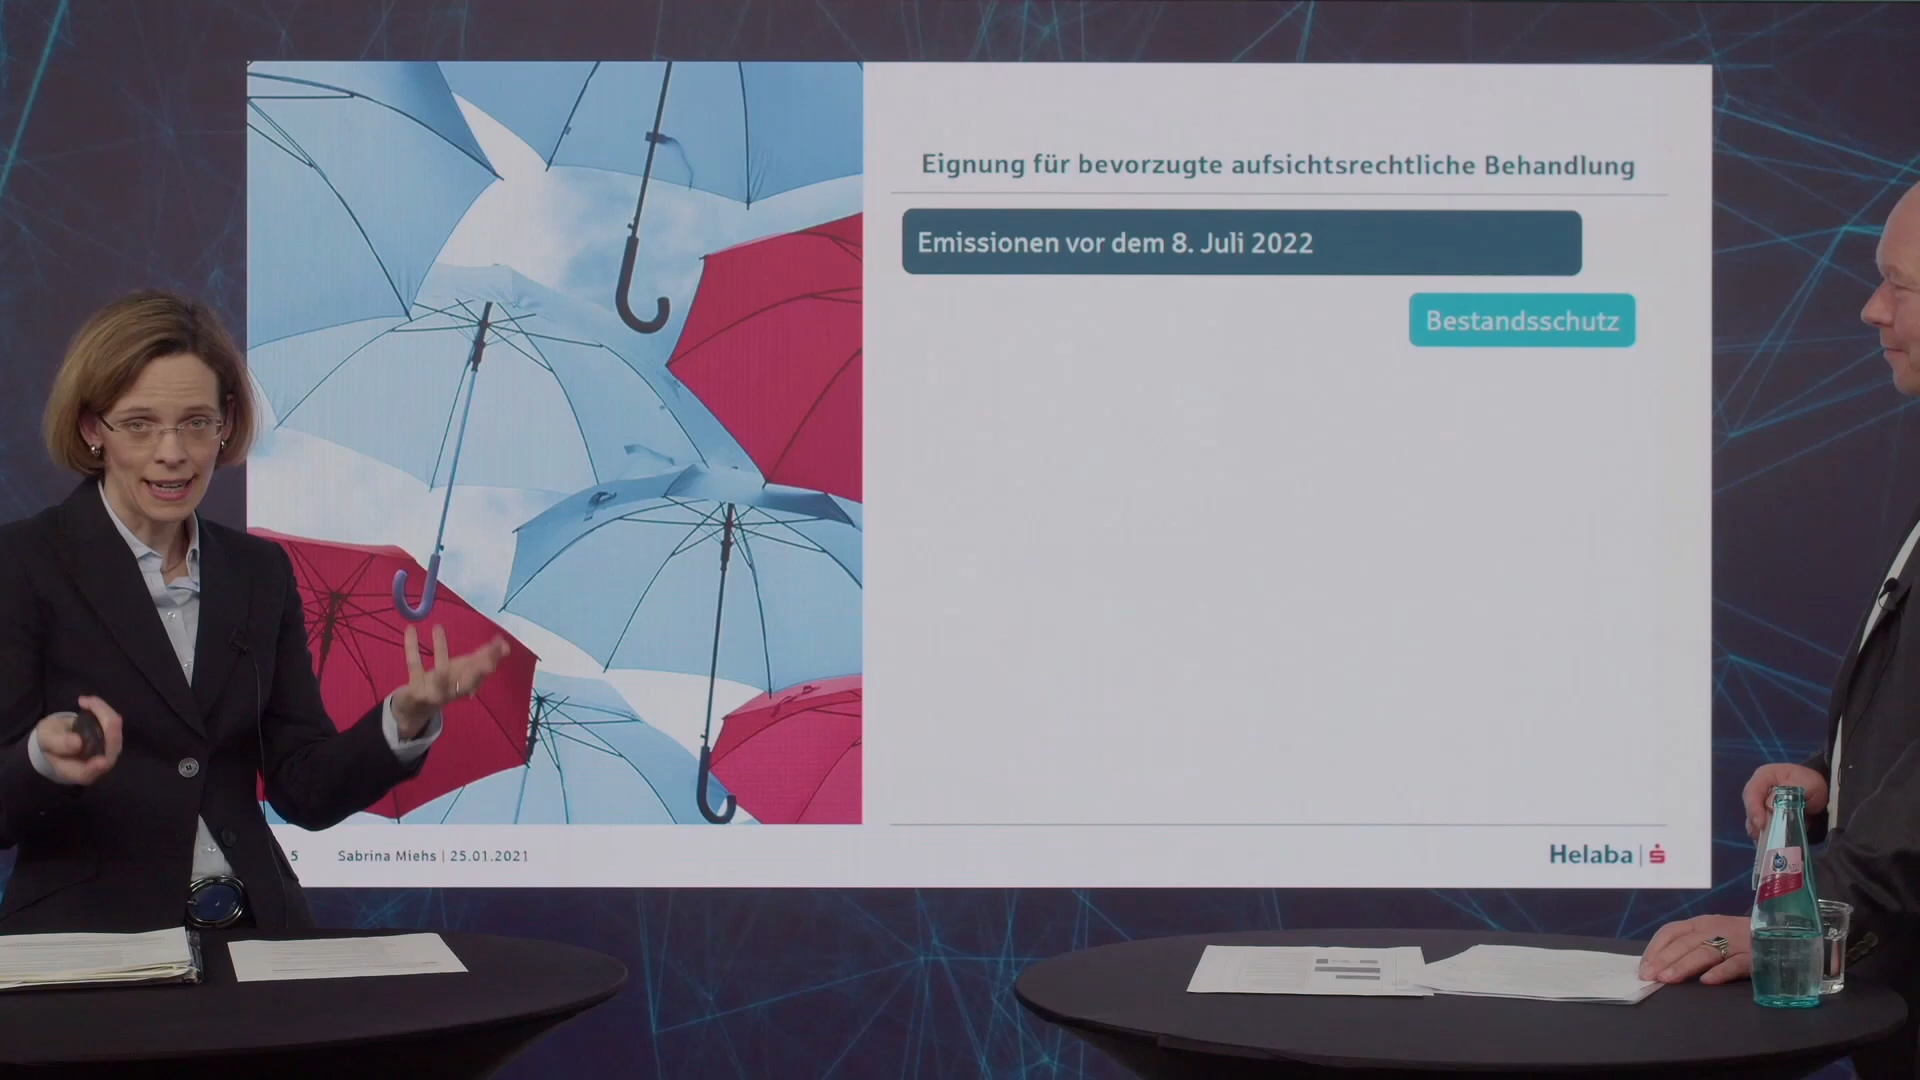 Eignung für bevorzugte aufsichtsrechtliche Behandlung
Emissionen vor dem 8. Juli 2022
Bestandsschutz
5 Sabrina Miehs | 25.01.2021
Helaba